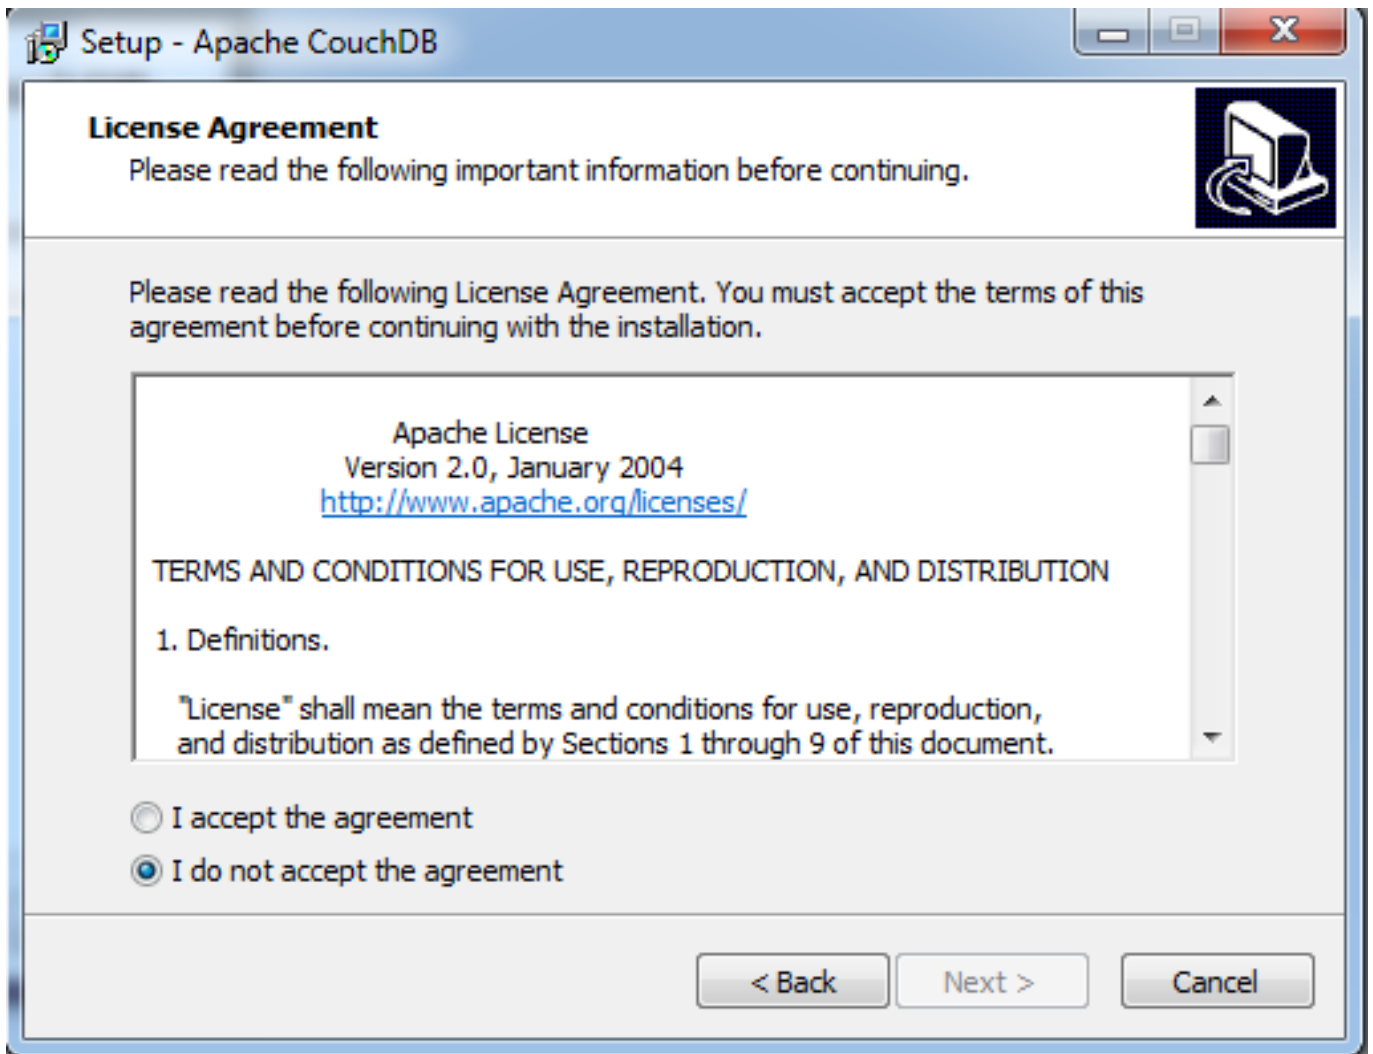 Setup - Apache CouchDB
License Agreement
Please read the following important information before continuing.
Please read the following License Agreement. You must accept the terms of this
agreement before continuing with the installation.
Apache License
Version 2.0, January 2004
http://www.apache.org/licenses/
TERMS AND CONDITIONS FOR USE, REPRODUCTION, AND DISTRIBUTION
1. Definitions.
"License" shall mean the terms and conditions for use, reproduction,
and distribution as defined by Sections 1 through 9 of this document.
I accept the agreement
I do not accept the agreement
< Back Next > Cancel